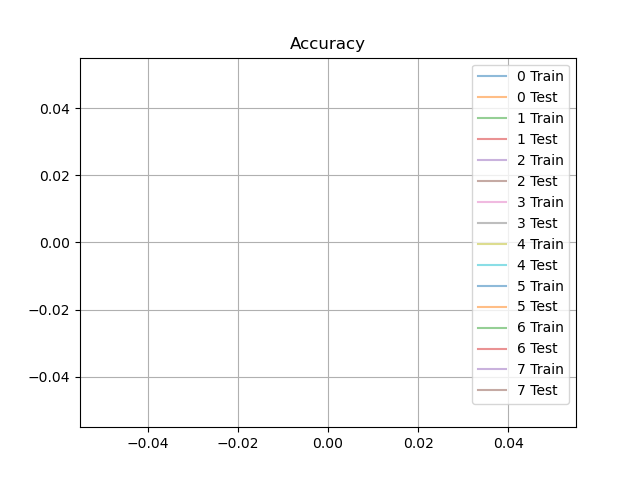 Accuracy
0 Train
0 Test
1 Train
1 Test
2 Train
2 Test
3 Train
3 Test
4 Train
4 Test
5 Train
5 Test
6 Train
6 Test
7 Train
7 Test
0.04
0.02
0.00
−0.02
−0.04
−0.04 −0.02 0.00 0.02 0.04